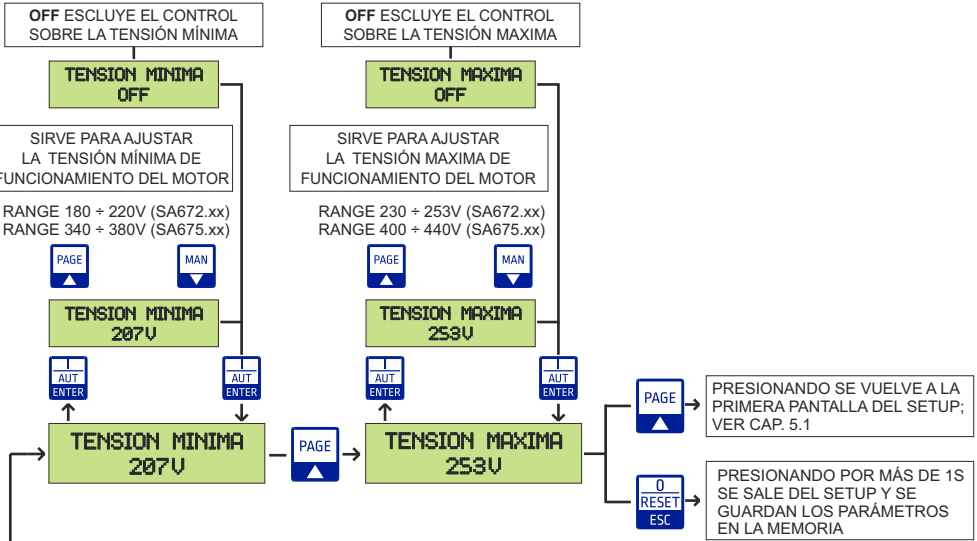 OFF ESCLUYE EL CONTROL
SOBRE LA TENSIÓN MÍNIMA
TENSION MINIMA
OFF
SIRVE PARA AJUSTAR
LA TENSIÓN MÍNIMA DE
FUNCIONAMIENTO DEL MOTOR
RANGE 180 ÷ 220V (SA672.xx)
RANGE 340 ÷ 380V (SA675.xx)
PAGE
MAN
TENSION MINIMA
207V
I
AUT
ENTER
I
AUT
ENTER
TENSION MINIMA
207V
PAGE
OFF ESCLUYE EL CONTROL
SOBRE LA TENSIÓN MAXIMA
TENSION MAXIMA
OFF
SIRVE PARA AJUSTAR
LA TENSIÓN MAXIMA DE
FUNCIONAMIENTO DEL MOTOR
RANGE 230 ÷ 253V (SA672.xx)
RANGE 400 ÷ 440V (SA675.xx)
PAGE
MAN
TENSION MAXIMA
253V
I
AUT
ENTER
I
AUT
ENTER
TENSION MAXIMA
253V
PAGE
PRESIONANDO SE VUELVE A LA
PRIMERA PANTALLA DEL SETUP;
VER CAP. 5.1
0
RESET
ESC
PRESIONANDO POR MÁS DE 1S
SE SALE DEL SETUP Y SE
GUARDAN LOS PARÁMETROS
EN LA MEMORIA